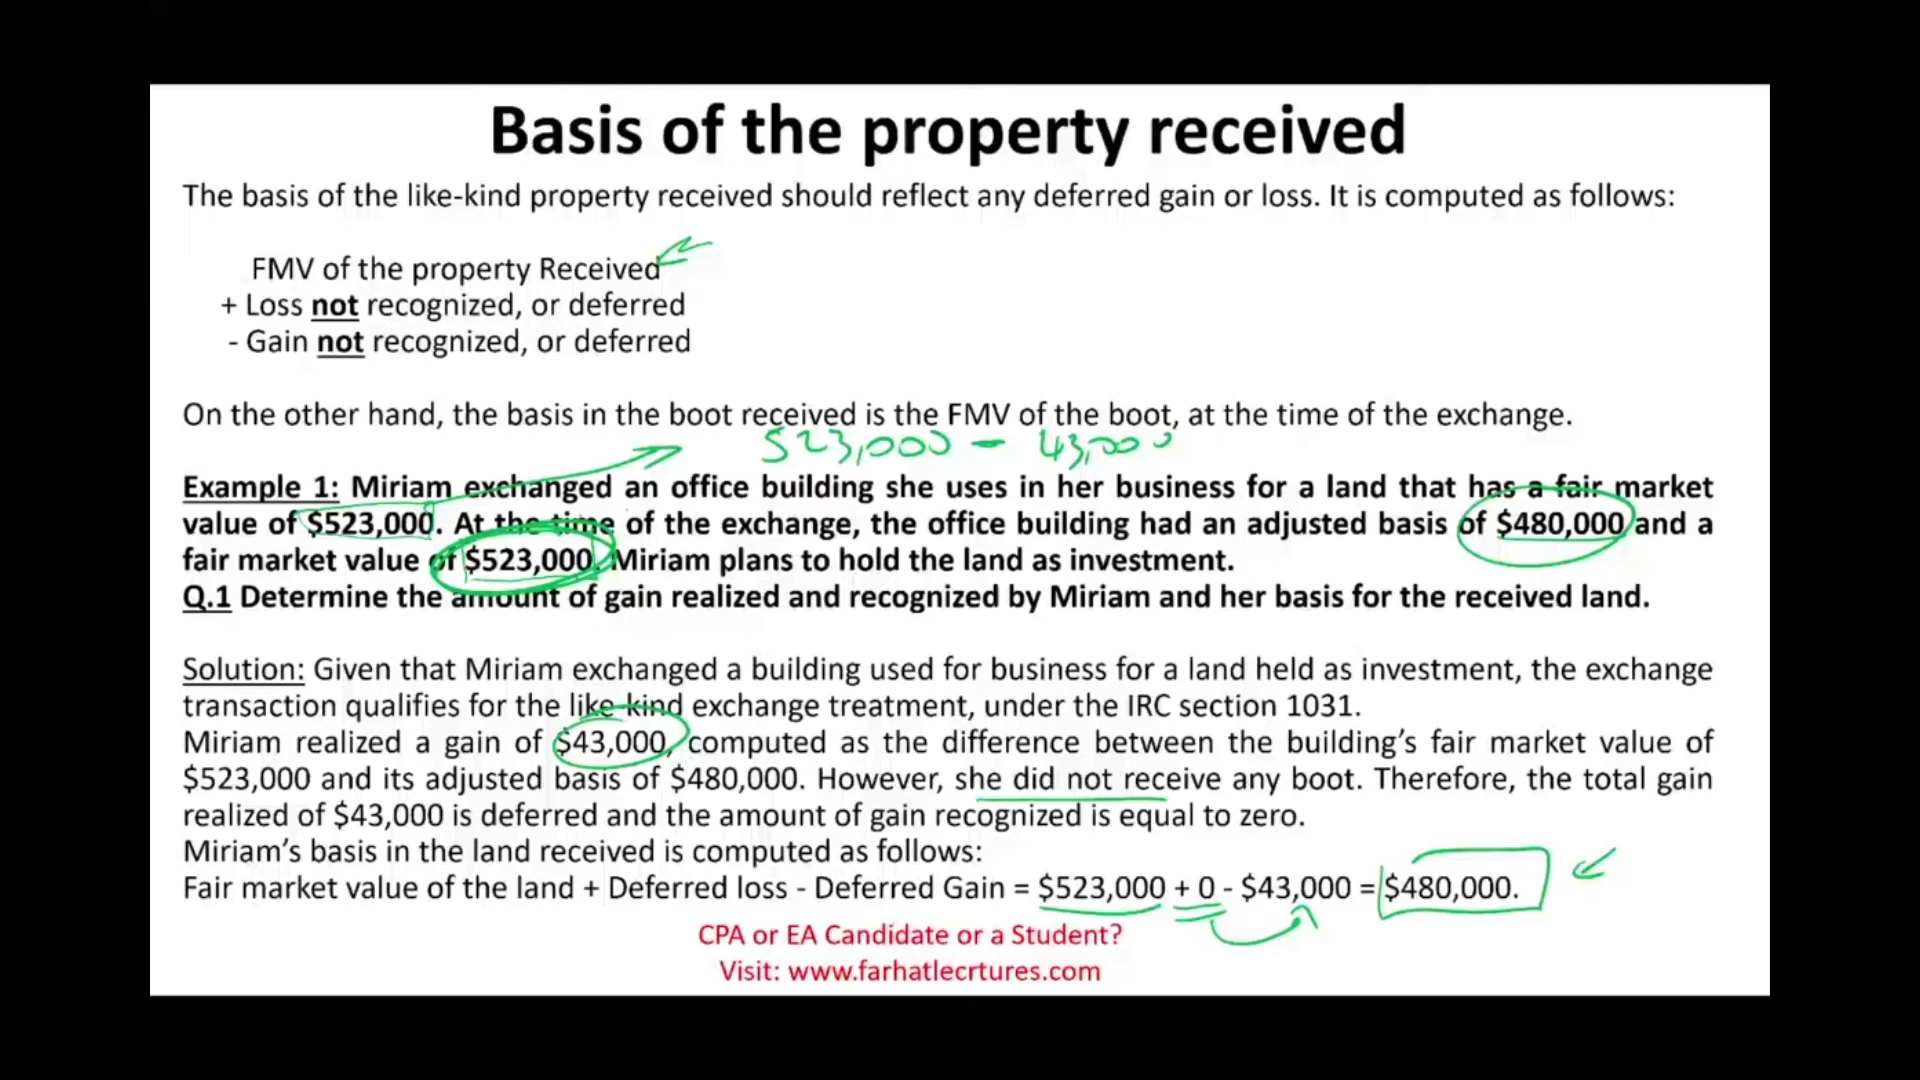 Basis of the property received
The basis of the like-kind property received should reflect any deferred gain or loss. It is computed as follows:
FMV of the property Received
+ Loss not recognized, or deferred
- Gain not recognized, or deferred
On the other hand, the basis in the boot received is the FMV of the boot, at the time of the exchange.
523,000 - 43,000
Example 1: Miriam exchanged an office building she uses in her business for a land that has a fair market
value of $523,000. At the time of the exchange, the office building had an adjusted basis of $480,000 and a
fair market value of $523,000. Miriam plans to hold the land as investment.
Q.1 Determine the amount of gain realized and recognized by Miriam and her basis for the received land.
Solution: Given that Miriam exchanged a building used for business for a land held as investment, the exchange
transaction qualifies for the like-kind exchange treatment, under the IRC section 1031.
Miriam realized a gain of $43,000, computed as the difference between the building's fair market value of
$523,000 and its adjusted basis of $480,000. However, she did not receive any boot. Therefore, the total gain
realized of $43,000 is deferred and the amount of gain recognized is equal to zero.
Miriam's basis in the land received is computed as follows:
Fair market value of the land + Deferred loss - Deferred Gain = $523,000 + 0 - $43,000 = $480,000.
CPA or EA Candidate or a Student?
Visit: www.farhatlecrtures.com